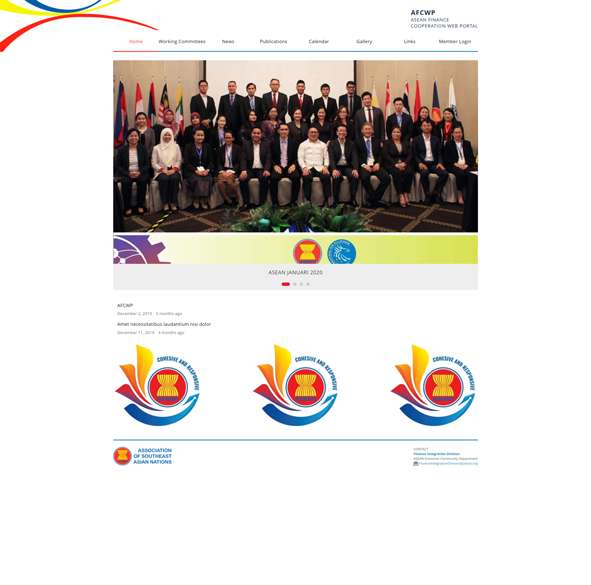 AFCWP
ASEAN FINANCE
COOPERATION WEB PORTAL
Home Working Committees News Publications Calendar Gallery Links Member Login
ASEAN JANUARI 2020
AFCWP
December 2, 2019 5 months ago
Amet necessitatibus laudantium nisi dolor
December 11, 2019 4 months ago
COHESIVE AND RESPONSIVE
COHESIVE AND RESPONSIVE
COHESIVE AND RESPONSIVE
ASSOCIATION
OF SOUTHEAST
ASIAN NATIONS
CONTACT
Finance Integration Division
ASEAN Economic Community Department